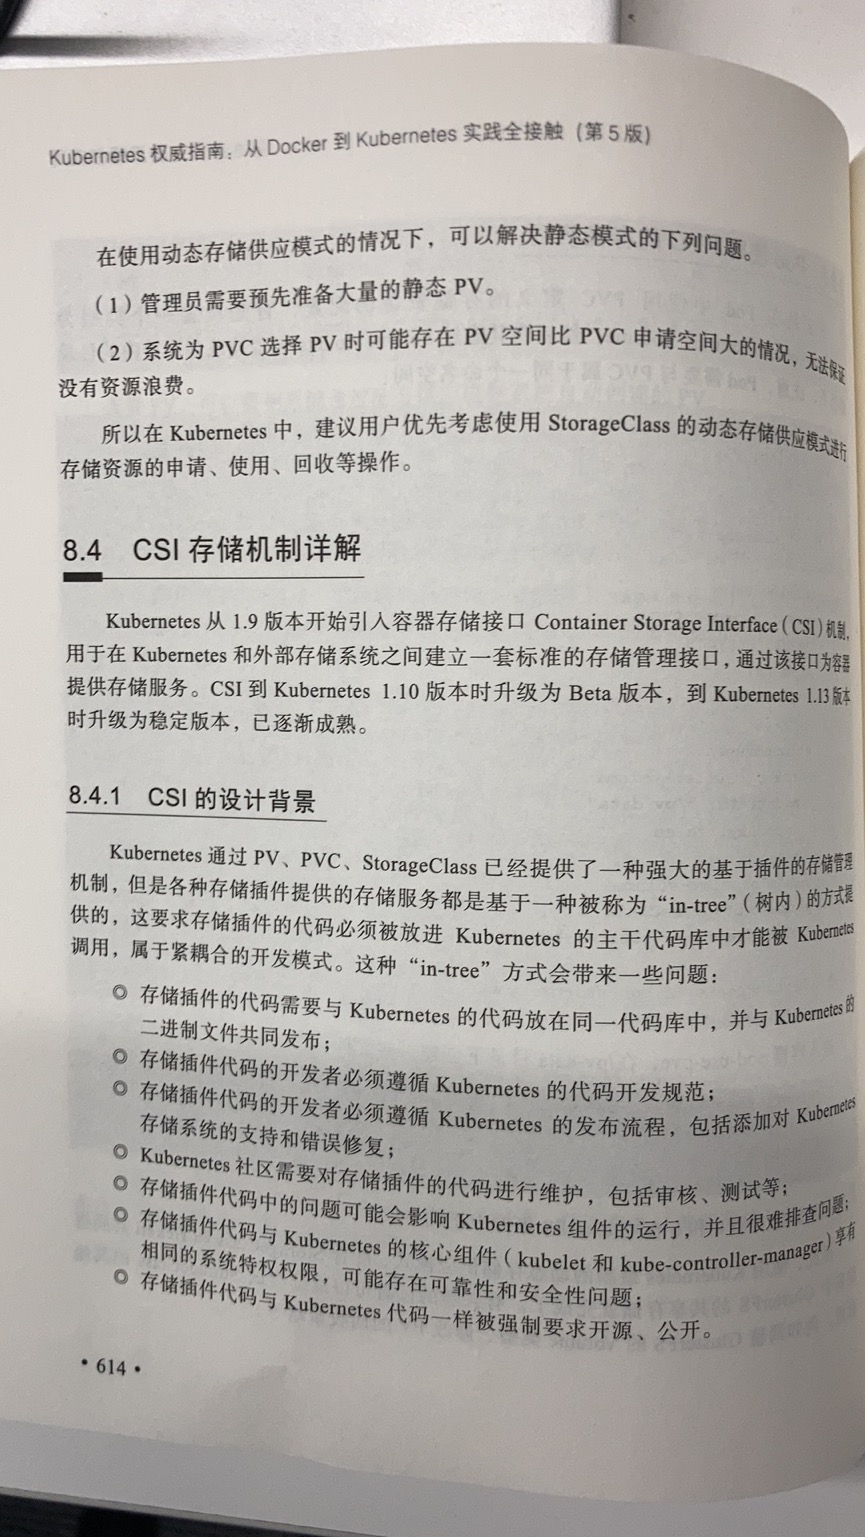 Kubernetes 权威指南：从 Docker 到 Kubernetes 实践全接触（第 5 版）
在使用动态存储供应模式的情况下，可以解决静态模式的下列问题。
（1）管理员需要预先准备大量的静态 PV。
（2）系统为 PVC 选择 PV 时可能存在 PV 空间比 PVC 申请空间大的情况，无法保证
没有资源浪费。
所以在 Kubernetes 中，建议用户优先考虑使用 StorageClass 的动态存储供应模式进行
存储资源的申请、使用、回收等操作。
8.4 CSI 存储机制详解
Kubernetes 从 1.9 版本开始引入容器存储接口 Container Storage Interface（CSI）机制，
用于在 Kubernetes 和外部存储系统之间建立一套标准的存储管理接口，通过该接口为容器
提供存储服务。CSI 到 Kubernetes 1.10 版本时升级为 Beta 版本，到 Kubernetes 1.13 版本
时升级为稳定版本，已逐渐成熟。
8.4.1 CSI 的设计背景
Kubernetes 通过 PV、PVC、StorageClass 已经提供了一种强大的基于插件的存储管理
机制，但是各种存储插件提供的存储服务都是基于一种被称为“in-tree”（树内）的方式提
供的，这要求存储插件的代码必须被放进 Kubernetes 的主干代码库中才能被 Kubernetes
调用，属于紧耦合的开发模式。这种“in-tree”方式会带来一些问题：
◎ 存储插件的代码需要与 Kubernetes 的代码放在同一代码库中，并与 Kubernetes 的
二进制文件共同发布；
◎ 存储插件代码的开发者必须遵循 Kubernetes 的代码开发规范；
◎ 存储插件代码的开发者必须遵循 Kubernetes 的发布流程，包括添加对 Kubernetes
存储系统的支持和错误修复；
◎ Kubernetes 社区需要对存储插件的代码进行维护，包括审核、测试等；
◎ 存储插件代码中的问题可能会影响 Kubernetes 组件的运行，并且很难排查问题；
◎ 存储插件代码与 Kubernetes 的核心组件（kubelet 和 kube-controller-manager）享有
相同的系统特权权限，可能存在可靠性和安全性问题；
◎ 存储插件代码与 Kubernetes 代码一样被强制要求开源、公开。
• 614 •